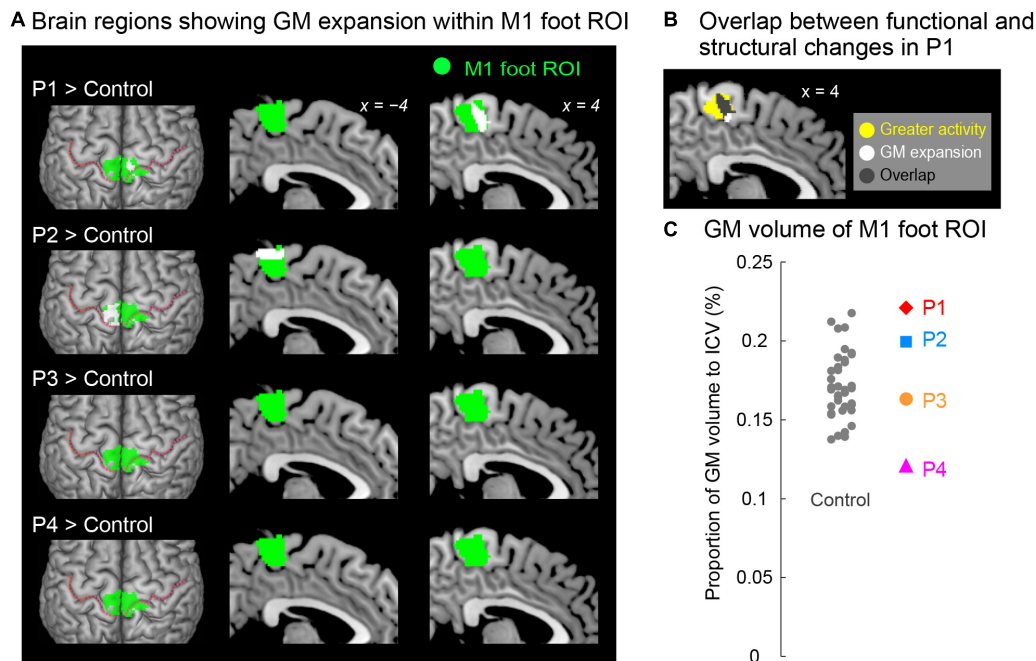 A Brain regions showing GM expansion within M1 foot ROI
M1 foot ROI
P1 > Control
x = −4
x = 4
P2 > Control
P3 > Control
P4 > Control
B Overlap between functional and
structural changes in P1
x = 4
Greater activity
GM expansion
Overlap
C GM volume of M1 foot ROI
Proportion of GM volume to ICV (%)
0.25
0.2
0.15
0.1
0.05
0
P1
P2
P3
P4
Control